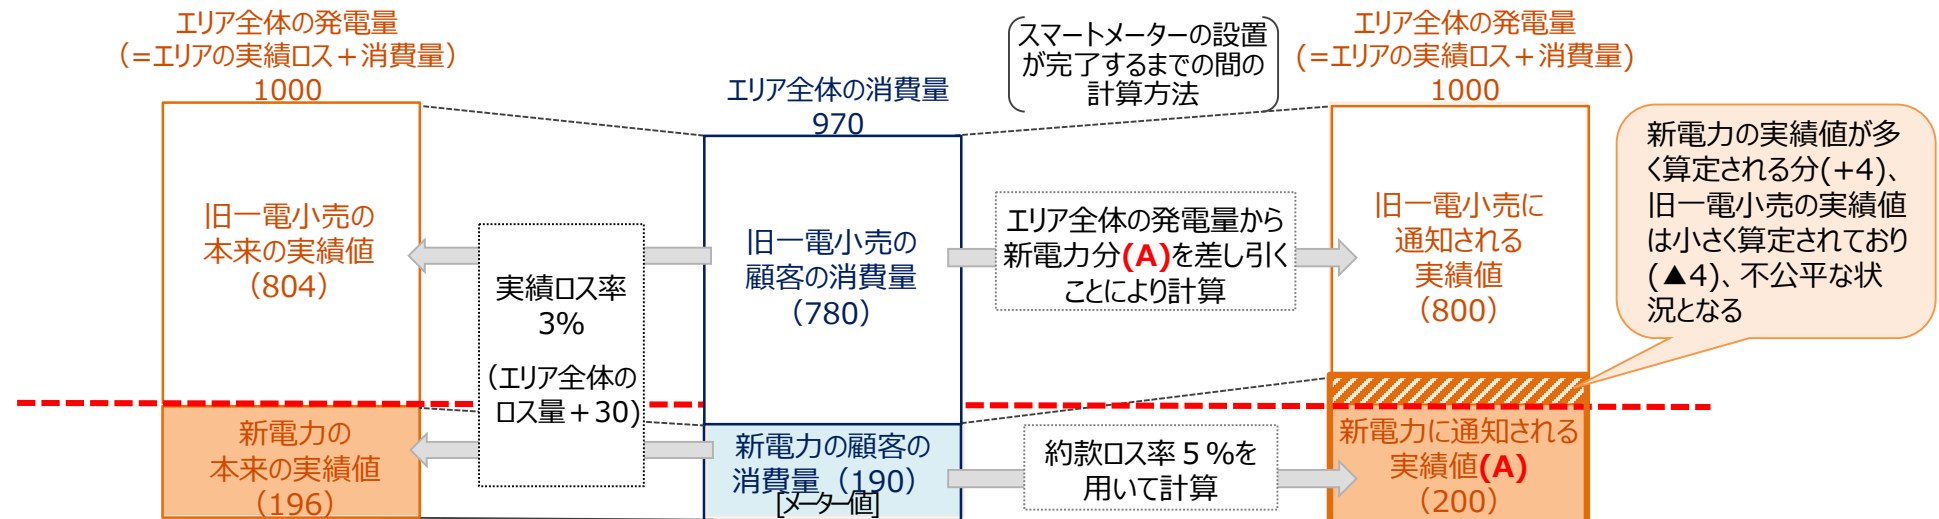 エリア全体の発電量
(=エリアの実績ロス＋消費量)
1000
旧一電小売の
本来の実績値
（804）
新電力の
本来の実績値
（196）
実績ロス率
3%
（エリア全体の
ロス量＋30)
エリア全体の消費量
970
旧一電小売の
顧客の消費量
（780）
新電力の顧客の
消費量（190）
[メーター値]
スマートメーターの設置
が完了するまでの間の
計算方法
エリア全体の発電量から
新電力分(A)を差し引く
ことにより計算
約款ロス率５%を
用いて計算
エリア全体の発電量
(=エリアの実績ロス＋消費量)
1000
旧一電小売に
通知される
実績値
（800）
新電力に通知される
実績値(A)
（200）
新電力の実績値が多
く算定される分(+4)、
旧一電小売の実績値
は小さく算定されており
(▲4)、不公平な状
況となる